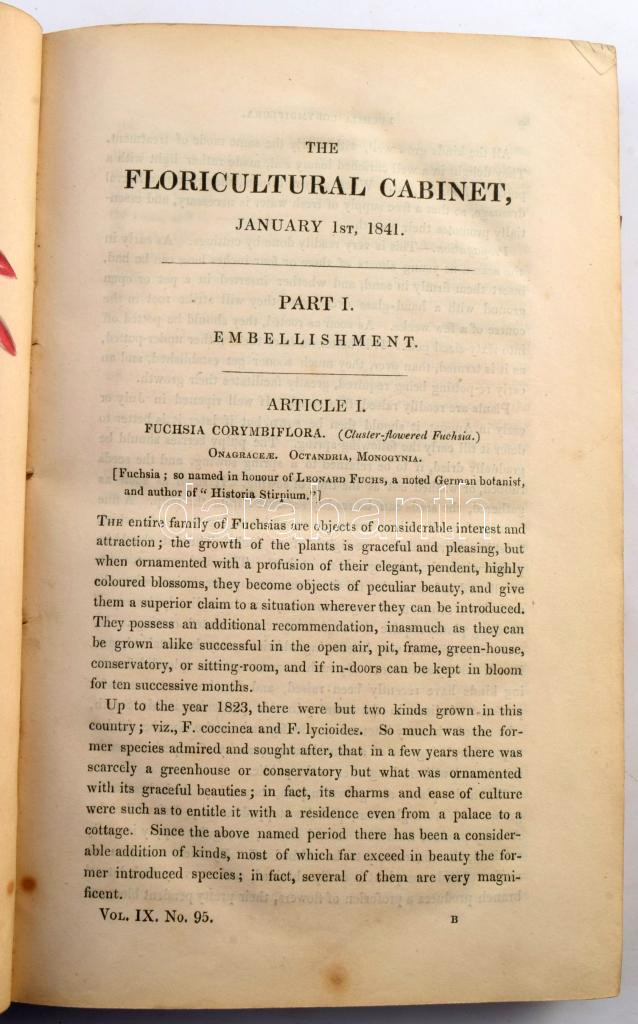 THE
FLORICULTURAL CABINET,
JANUARY 1ST, 1841.
PART I.
EMBELLISHMENT.
ARTICLE I.
FUCHSIA CORYMBIFLORA. (Cluster-flowered Fuchsia.)
ONAGRACEÆ. OCTANDRIA, MONOGYNIA.
[Fuchsia; so named in honour of LEONARD FUCHS, a noted German botanist,
and author of "Historia Stirpium."]
THE entire family of Fuchsias are objects of considerable interest and
attraction; the growth of the plants is graceful and pleasing, but
when ornamented with a profusion of their elegant, pendent, highly
coloured blossoms, they become objects of peculiar beauty, and give
them a superior claim to a situation wherever they can be introduced.
They possess an additional recommendation, inasmuch as they can
be grown alike successful in the open air, pit, frame, green-house,
conservatory, or sitting-room, and if in-doors can be kept in bloom
for ten successive months.
Up to the year 1823, there were but two kinds grown in this
country; viz., F. coccinea and F. lycioides. So much was the for-
mer species admired and sought after, that in a few years there was
scarcely a greenhouse or conservatory but what was ornamented
with its graceful beauties; in fact, its charms and ease of culture
were such as to entitle it with a residence even from a palace to a
cottage. Since the above named period there has been a consider-
able addition of kinds, most of which far exceed in beauty the for-
mer introduced species; in fact, several of them are very magni-
ficent.
VOL. IX. No. 95. B
darabanth